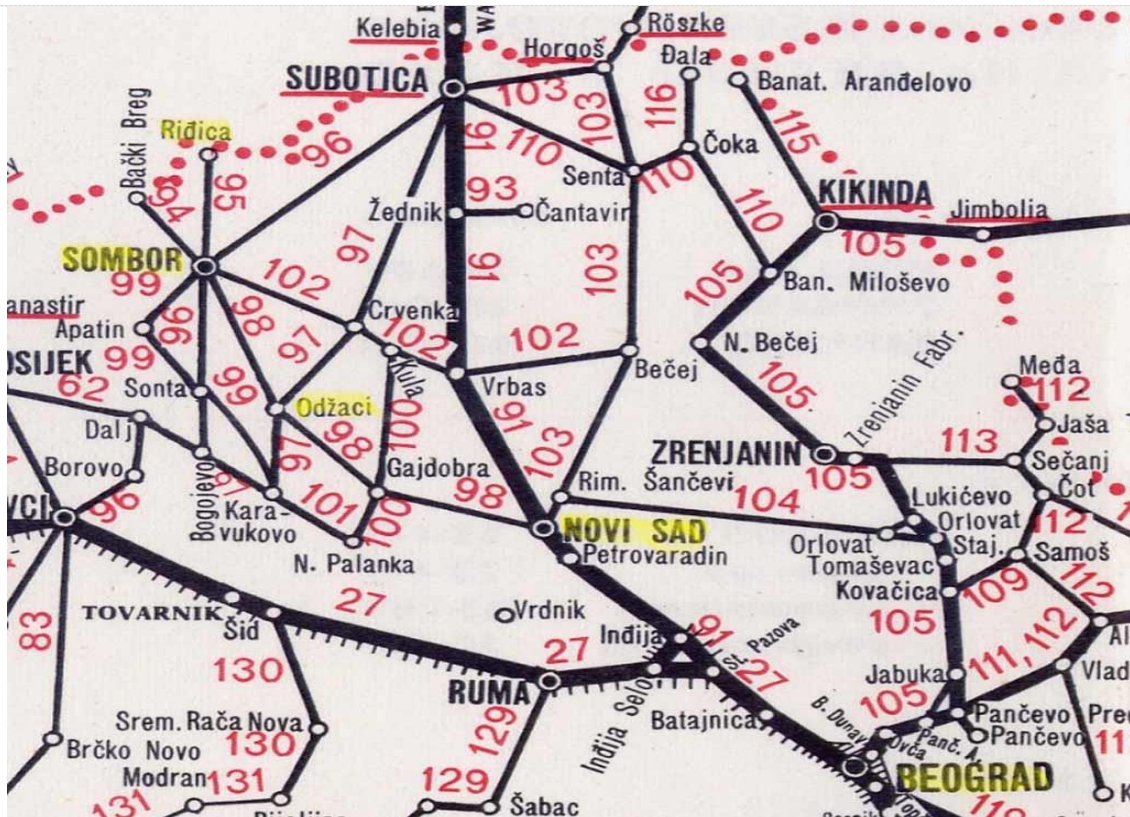 Kelebia
Röszke
Horgoš
Đala
SUBOTICA
103
103
116
Banat. Aranđelovo
Bački Breg
Riđica
96
91
110
115
Čoka
Senta
110
94
95
93
KIKINDA
Jimbolia
Žednik
Čantavir
110
105
97
SOMBOR
91
103
105
Ban. Miloševo
99
102
98
96
Crvenka
102
102
N. Bečej
anastir
Apatin
97
Kula
Vrbas
Bečej
Zrenjanin Fabr.
OSIJEK
99
62
Sonta
99
100
91
105
Međa
112
Odžaci
98
Jaša
Dalj
97
103
ZRENJANIN
113
Sečanj
Borovo
Gajdobra
98
Rim. Šančevi
105
Čot
96
Bogojevo
101
100
104
Lukićevo
VCI
Karavukovo
NOVI SAD
Orlovat
112
Orlovat
Staj.
Samoš
N. Palanka
Petrovaradin
Tomaševac
109
112
Kovačica
27
Vrdnik
TOVARNIK
Šid
105
83
Inđija
91
St. Pazova
111, 112
Al
130
27
27
Jabuka
Vlad
RUMA
Inđija Selo
105
129
Batajnica
B. Dunav
Ovča
Panč. A.
Pančevo
Pančevo
Srem. Rača Nova
130
Brčko Novo
Modran
131
129
Šabac
BEOGRAD
131